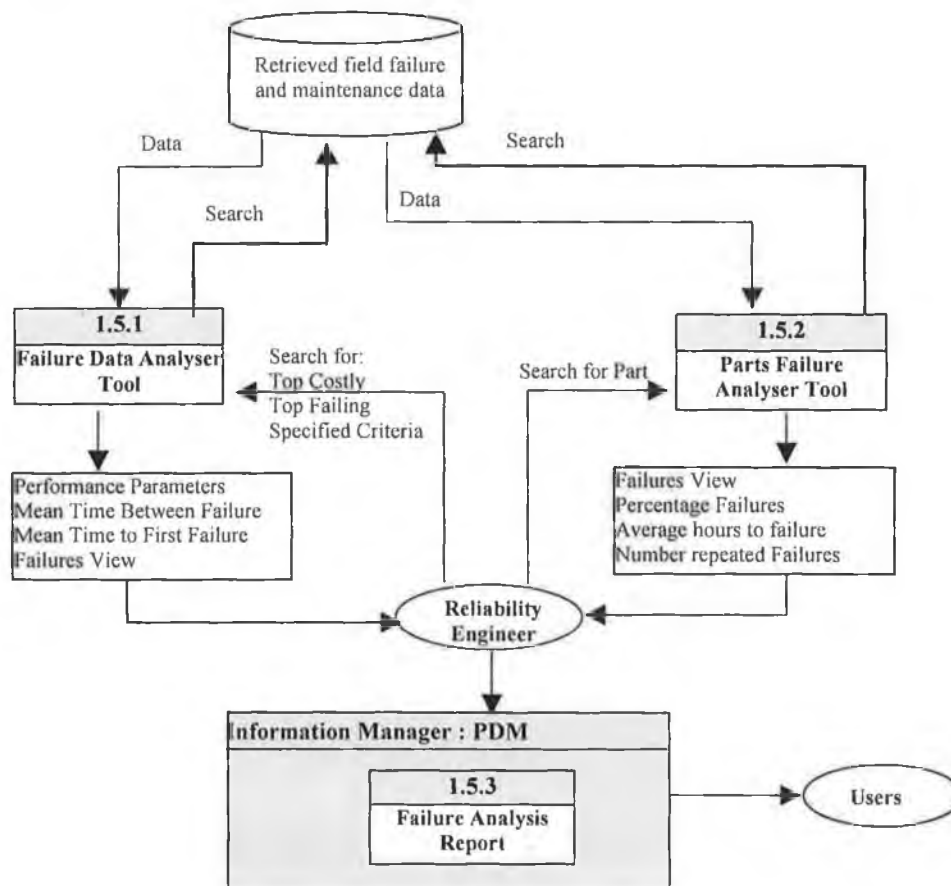 Retrieved field failure
and maintenance data
Data
Search
Search
Data
1.5.1
Failure Data Analyser
Tool
Search for:
Top Costly
Top Failing
Specified Criteria
Search for Part
1.5.2
Parts Failure
Analyser Tool
Performance Parameters
Mean Time Between Failure
Mean Time to First Failure
Failures View
Failures View
Percentage Failures
Average hours to failure
Number repeated Failures
Reliability
Engineer
Information Manager : PDM
1.5.3
Failure Analysis
Report
Users